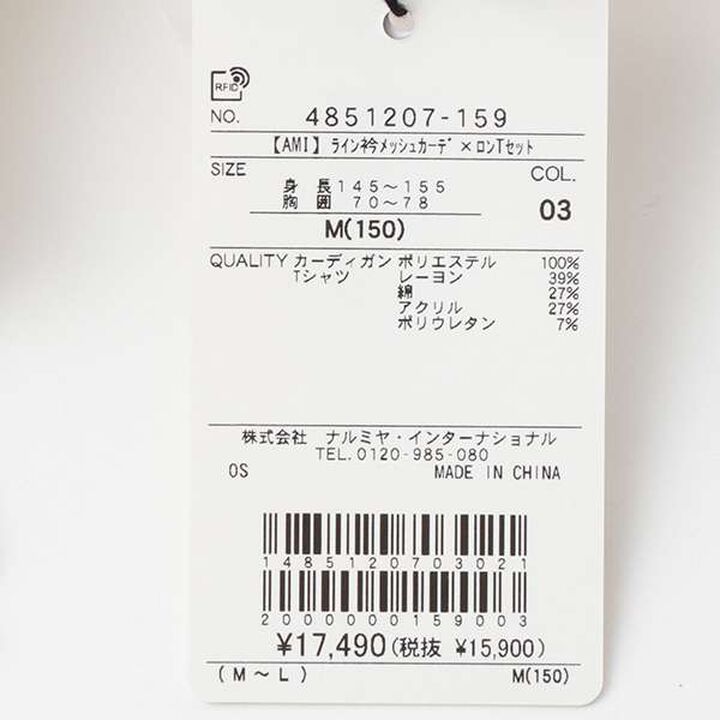 RFID
NO. 4851207-159
【AMI】ライン衿メッシュカーデ×ロンTセット
SIZE COL.
身長145～155
胸囲 70～78 03
M(150)
QUALITY カーディガン ポリエステル 100%
Tシャツ レーヨン 39%
綿 27%
アクリル 27%
ポリウレタン 7%
株式会社 ナルミヤ・インターナショナル
TEL.0120-985-080
OS MADE IN CHINA
1485120703021
2000000159003
¥17,490(税抜 ¥15,900)
(M～L) M(150)